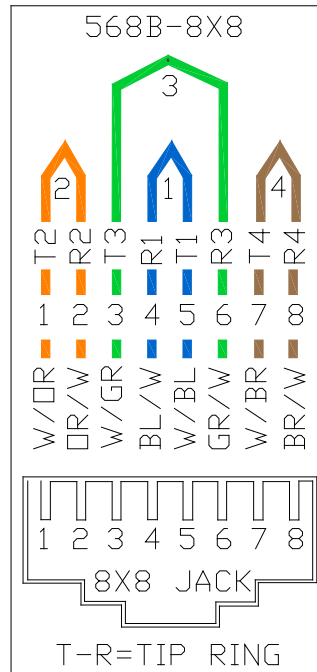 568B-8X8
3
2 1 4
T2 R2 T3 R1 T1 R3 T4 R4
1 2 3 4 5 6 7 8
W/OR OR/W W/GR BL/W W/BL GR/W W/BR BR/W
1 2 3 4 5 6 7 8
8X8 JACK
T-R=TIP RING